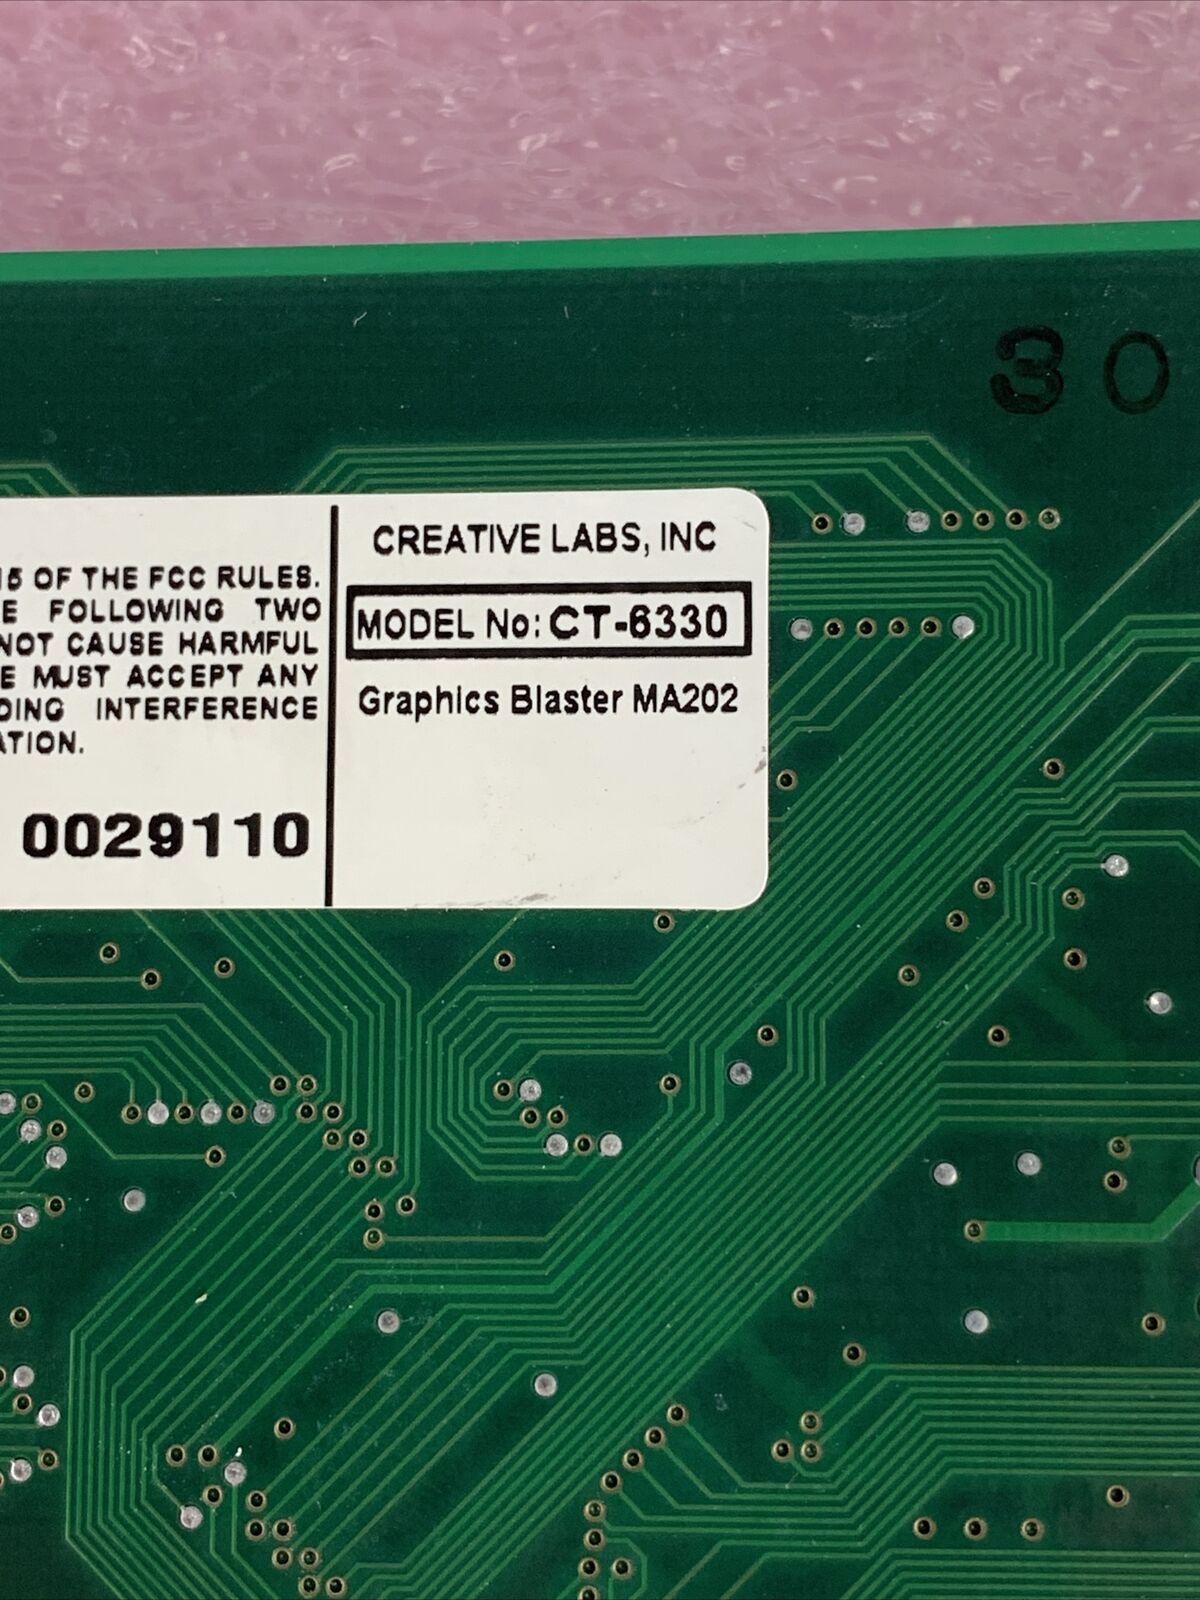 30
15 OF THE FCC RULES.
E FOLLOWING TWO
NOT CAUSE HARMFUL
E MUST ACCEPT ANY
DING INTERFERENCE
ATION.
0029110
CREATIVE LABS, INC
MODEL No: CT-6330
Graphics Blaster MA202